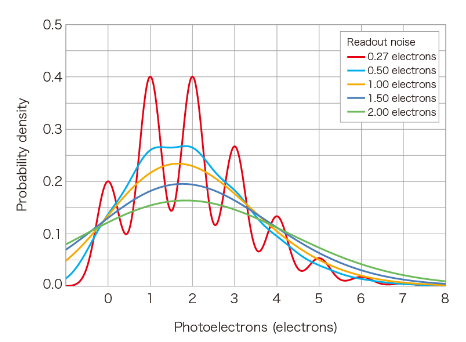 0.5
0.4
0.3
0.2
0.1
0.0
Probability density
Readout noise
0.27 electrons
0.50 electrons
1.00 electrons
1.50 electrons
2.00 electrons
0 1 2 3 4 5 6 7 8
Photoelectrons (electrons)